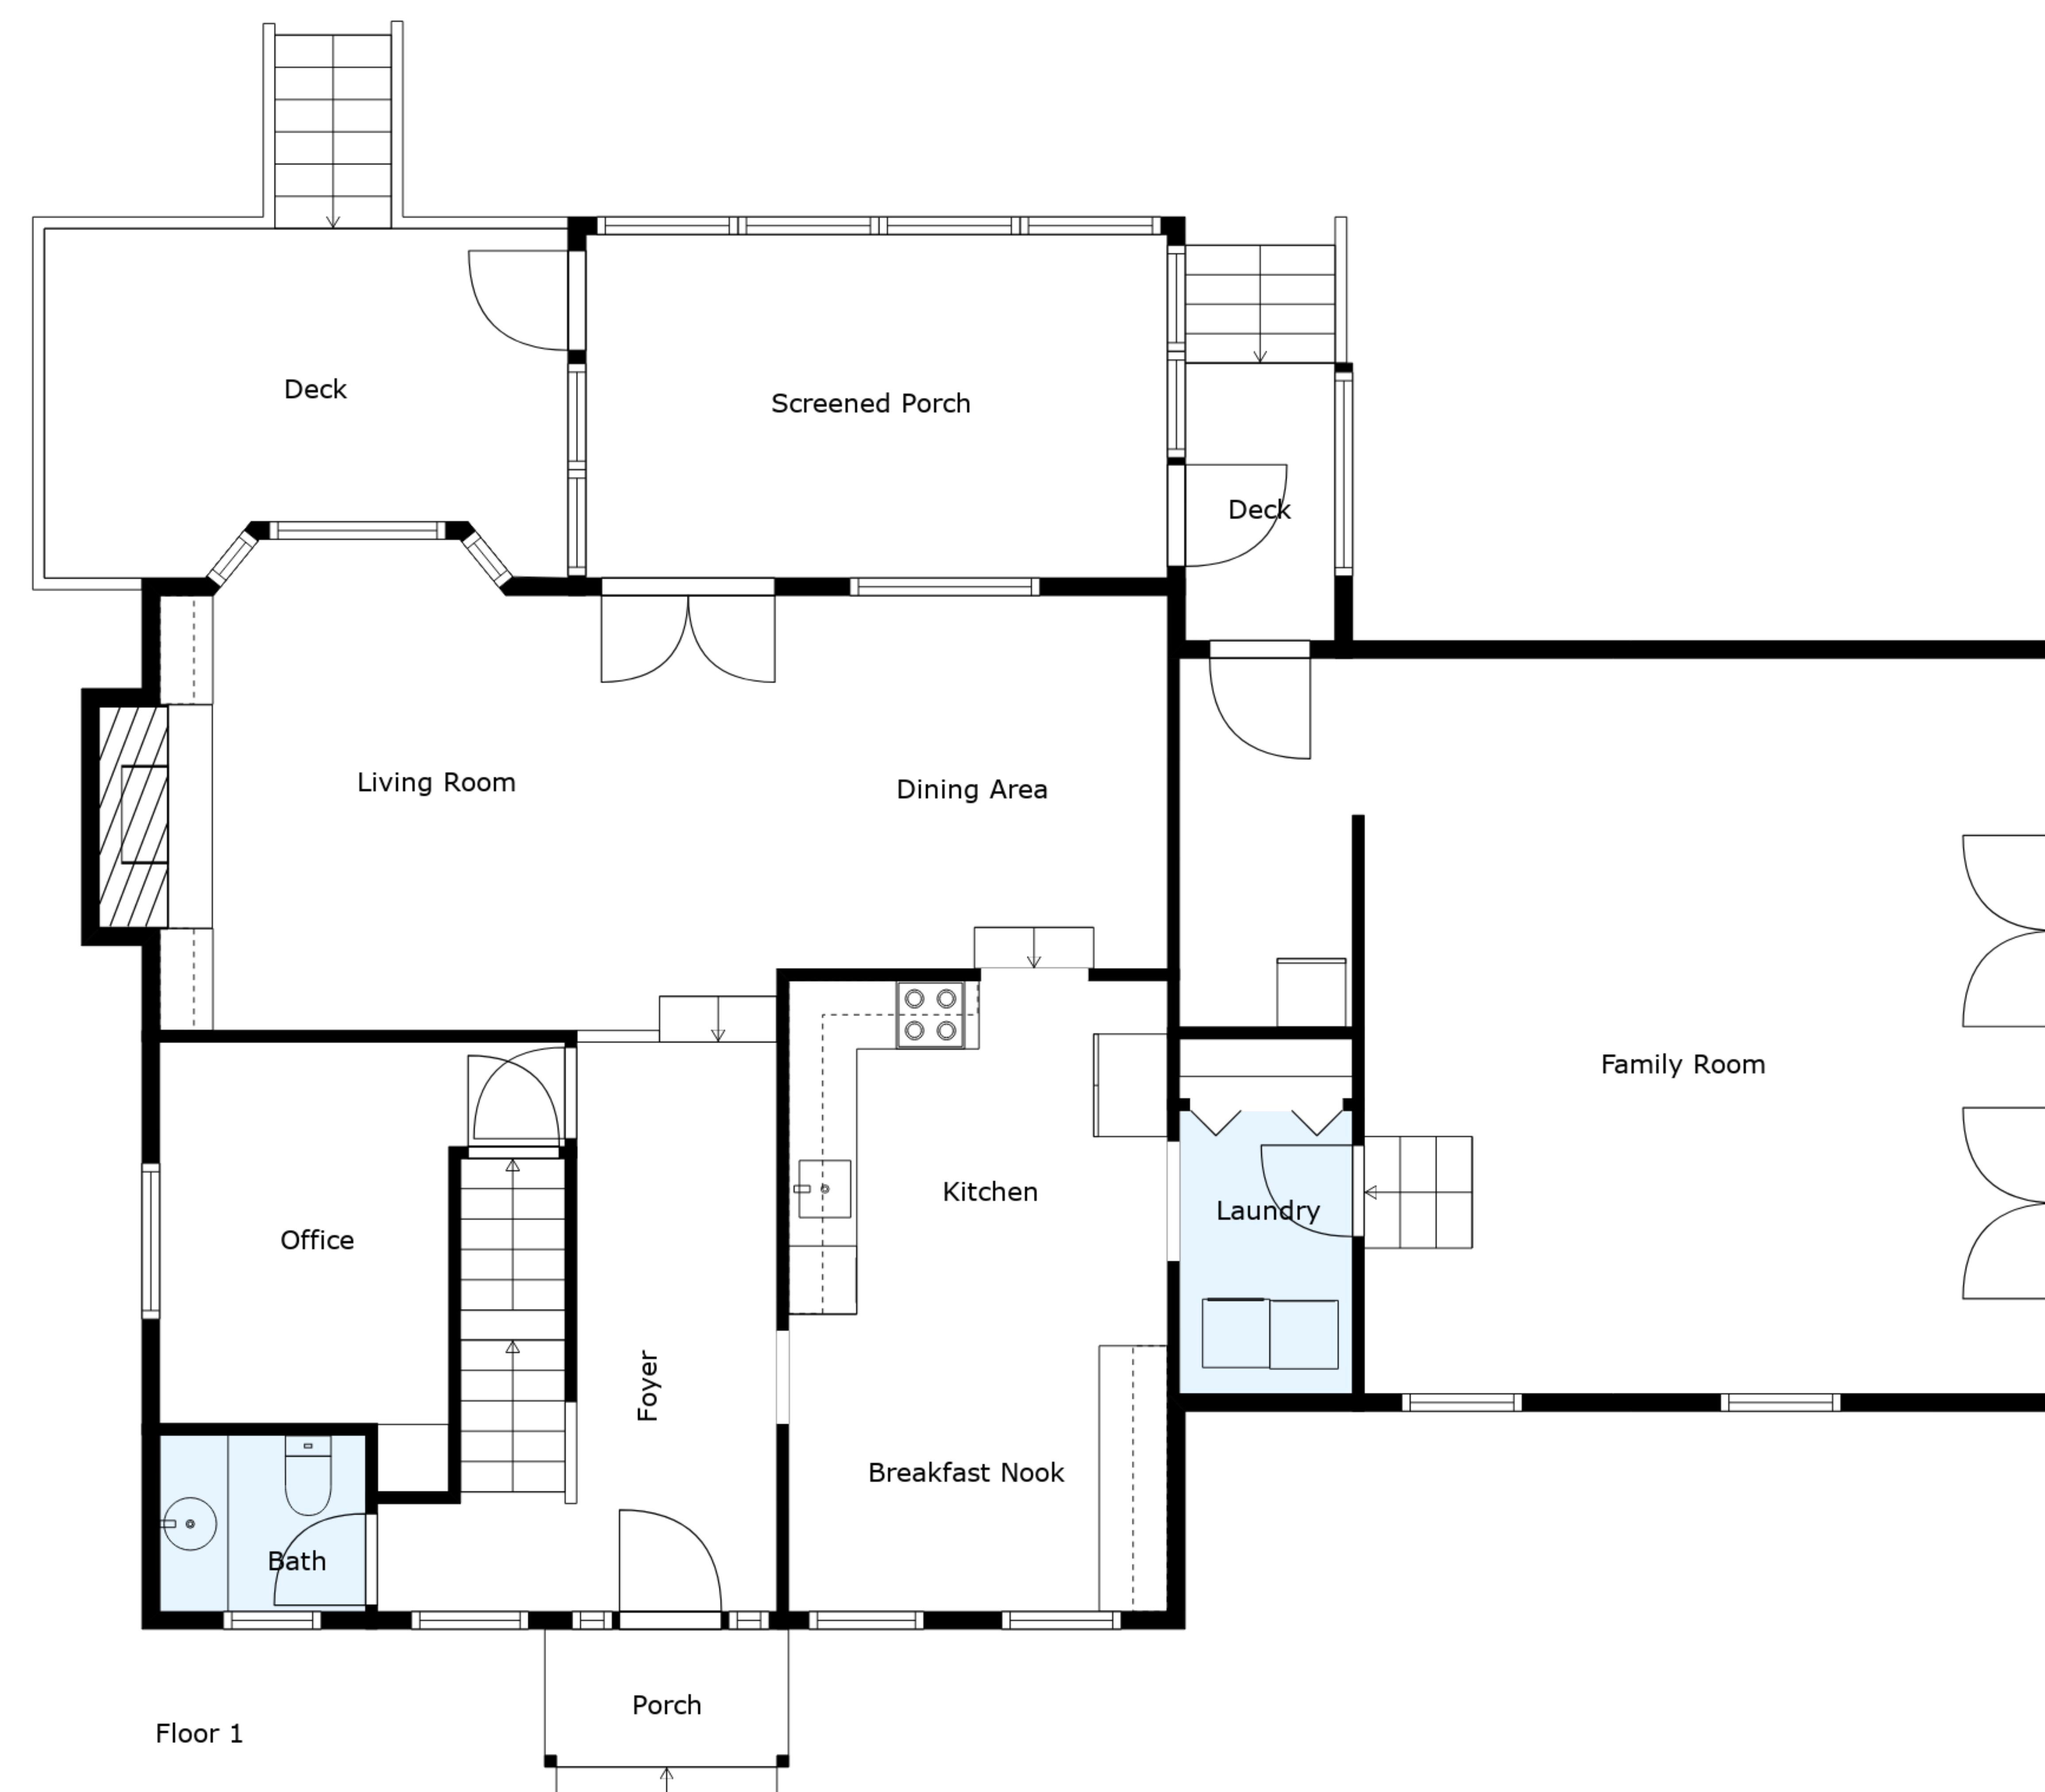 Deck
Screened Porch
Deck
Living Room
Dining Area
Family Room
Kitchen
Laundry
Office
Foyer
Breakfast Nook
Bath
Porch
Floor 1